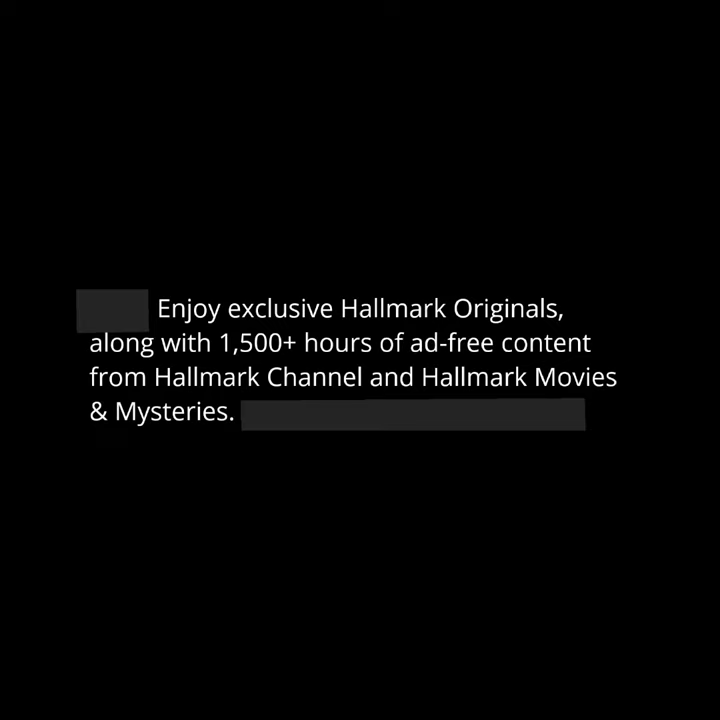 Enjoy exclusive Hallmark Originals,
along with 1,500+ hours of ad-free content
from Hallmark Channel and Hallmark Movies
& Mysteries.